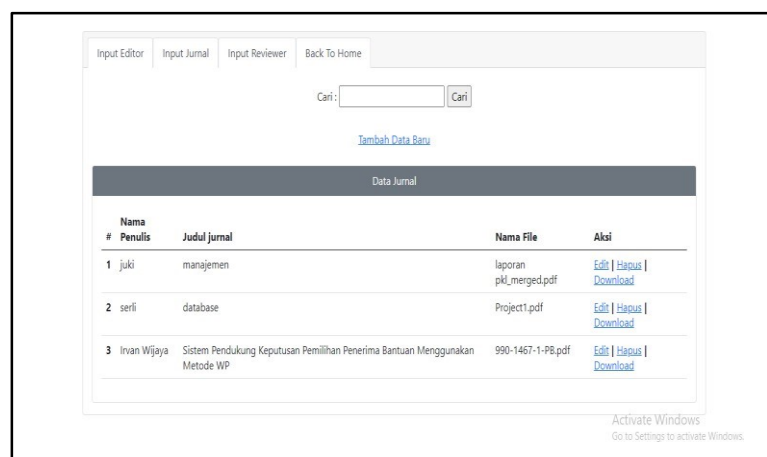 Input Editor Input Jurnal Input Reviewer Back To Home
Cari : Cari
Tambah Data Baru
Data Jurnal
# Nama Penulis Judul jurnal Nama File Aksi
1 juki manajemen laporan pkl_merged.pdf Edit | Hapus | Download
2 serli database Project1.pdf Edit | Hapus | Download
3 Irvan Wijaya Sistem Pendukung Keputusan Pemilihan Penerima Bantuan Menggunakan Metode WP 990-1467-1-PB.pdf Edit | Hapus | Download
Activate Windows
Go to Settings to activate Windows.